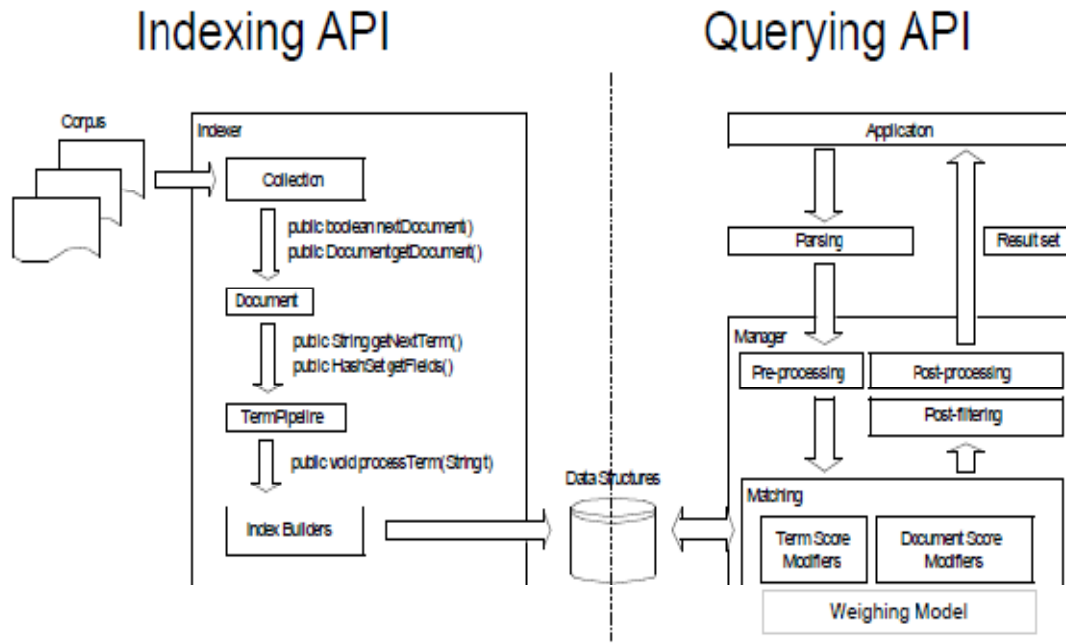 Indexing API
Querying API
Corpus
Indexer
Collection
public boolean nextDocument()
public Document getDocument()
Document
public String getNextTerm()
public HashSet getFields()
TermPipeline
public void processTerm(String t)
Index Builders
Data Structures
Application
Parsing
Result set
Manager
Pre-processing
Post-processing
Post-filtering
Matching
Term Score
Modifiers
Document Score
Modifiers
Weighing Model